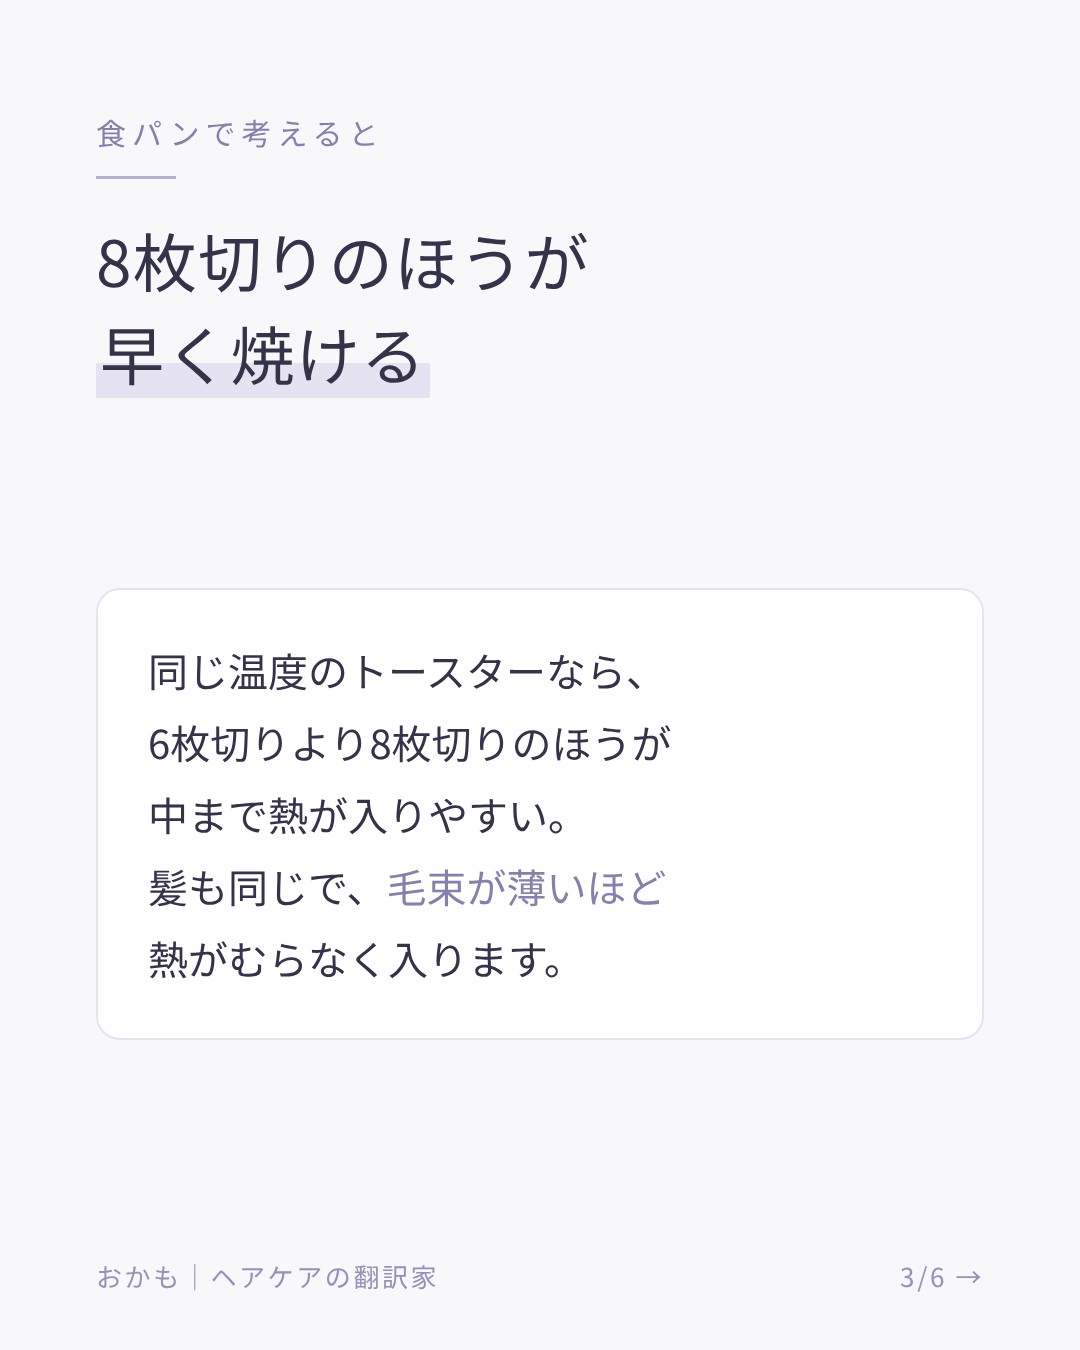 食パンで考えると
8枚切りのほうが
早く焼ける
同じ温度のトースターなら、
6枚切りより8枚切りのほうが
中まで熱が入りやすい。
髪も同じで、毛束が薄いほど
熱がむらなく入ります。
おかも｜ヘアケアの翻訳家
3/6 →